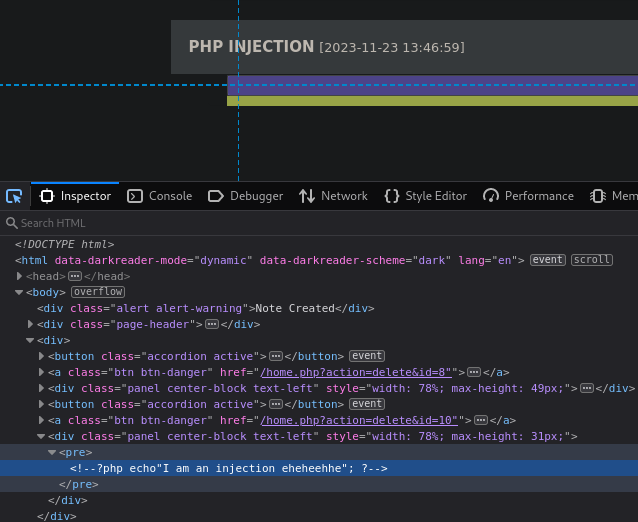 PHP INJECTION [2023-11-23 13:46:59]
Inspector Console Debugger Network Style Editor Performance Mem
Search HTML
<!DOCTYPE html>
<html data-darkreader-mode="dynamic" data-darkreader-scheme="dark" lang="en"> event scroll
<head>...</head>
<body> overflow
<div class="alert alert-warning">Note Created</div>
<div class="page-header">...</div>
<div>
<button class="accordion active">...</button> event
<a class="btn btn-danger" href="/home.php?action=delete&id=8">...</a>
<div class="panel center-block text-left" style="width: 78%; max-height: 49px;">...</div>
<button class="accordion active">...</button> event
<a class="btn btn-danger" href="/home.php?action=delete&id=10">...</a>
<div class="panel center-block text-left" style="width: 78%; max-height: 31px;">
<pre>
<!--?php echo"I am an injection eheheehhe"; ?-->
</pre>
</div>
</div>